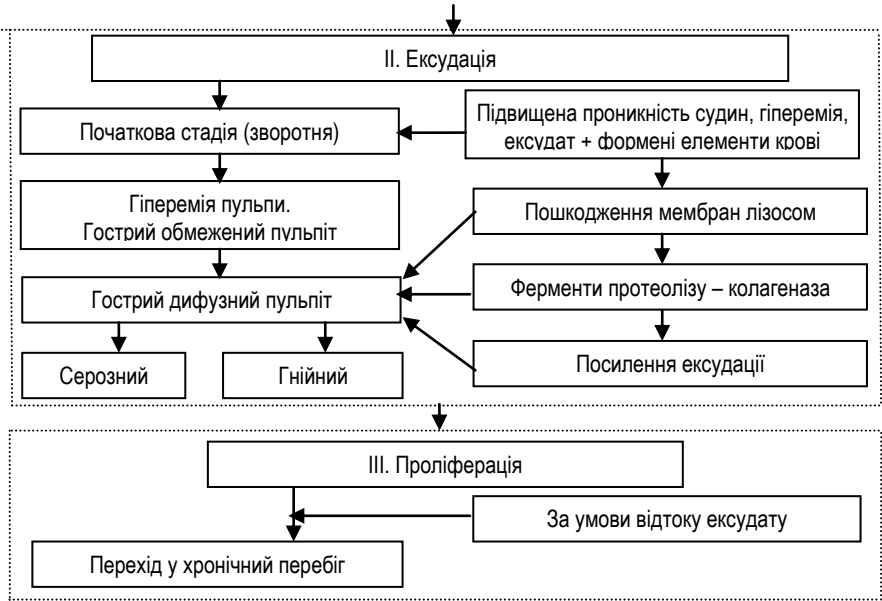 ІІ. Ексудація
Початкова стадія (зворотня)
Підвищена проникність судин, гіперемія,
ексудат + формені елементи крові
Гіперемія пульпи.
Гострий обмежений пульпіт
Пошкодження мембран лізосом
Гострий дифузний пульпіт
Ферменти протеолізу – колагеназа
Серозний
Гнійний
Посилення ексудації
ІІІ. Проліферація
За умови відтоку ексудату
Перехід у хронічний перебіг